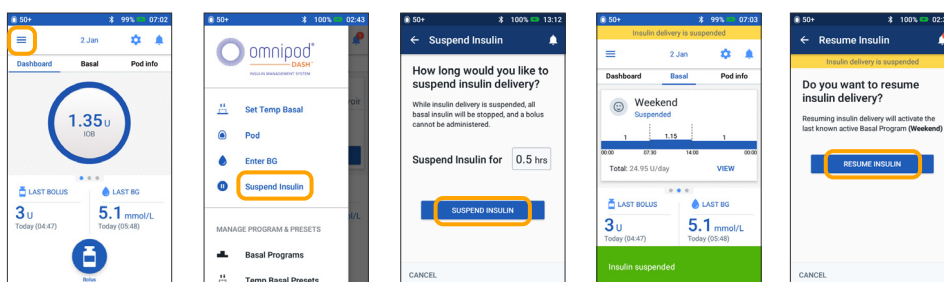 50+
99% 07:02
2 Jan
Dashboard
Basal
Pod info
1.35 U
IOB
LAST BOLUS
LAST BG
3 U
5.1 mmol/L
Today (04:47)
Today (05:48)
Bolus
50+
100% 02:43
omnipod®
DASH™
INSULIN MANAGEMENT SYSTEM
Set Temp Basal
Pod
Enter BG
Suspend Insulin
MANAGE PROGRAM & PRESETS
Basal Programs
Temp Basal Presets
50+
100% 13:12
Suspend Insulin
How long would you like to
suspend insulin delivery?
While insulin delivery is suspended, all
basal insulin will be stopped, and a bolus
cannot be administered.
Suspend Insulin for 0.5 hrs
SUSPEND INSULIN
CANCEL
50+
99% 07:03
Insulin delivery is suspended
2 Jan
Dashboard
Basal
Pod info
Weekend
Suspended
1 1.15 1
00:00 07:30 14:00 00:00
Total: 24.95 U/day
VIEW
LAST BOLUS
LAST BG
3 U
5.1 mmol/L
Today (04:47)
Today (05:48)
Insulin suspended
50+
100%
Resume Insulin
Insulin delivery is suspended
Do you want to resume
insulin delivery?
Resuming insulin delivery will activate the
last known active Basal Program (Weekend)
RESUME INSULIN
CANCEL